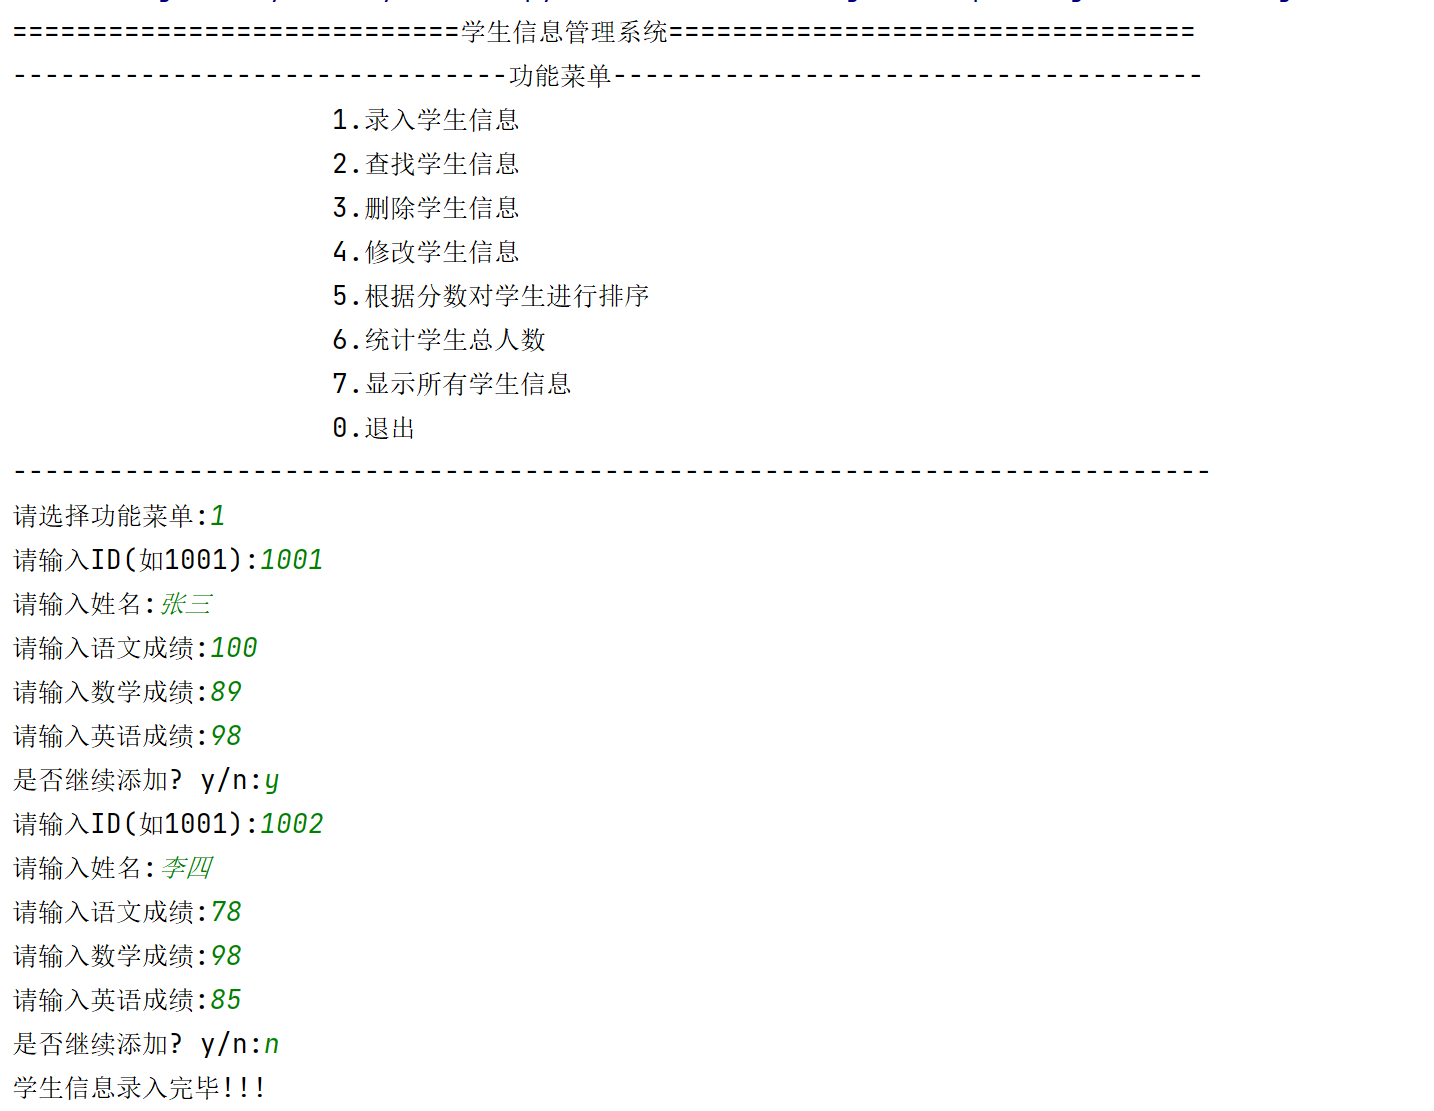 ============================学生信息管理系统=================================
-------------------------------功能菜单-------------------------------------
1.录入学生信息
2.查找学生信息
3.删除学生信息
4.修改学生信息
5.根据分数对学生进行排序
6.统计学生总人数
7.显示所有学生信息
0.退出
---------------------------------------------------------------------------
请选择功能菜单:1
请输入ID(如1001):1001
请输入姓名:张三
请输入语文成绩:100
请输入数学成绩:89
请输入英语成绩:98
是否继续添加? y/n:y
请输入ID(如1001):1002
请输入姓名:李四
请输入语文成绩:78
请输入数学成绩:98
请输入英语成绩:85
是否继续添加? y/n:n
学生信息录入完毕!!!